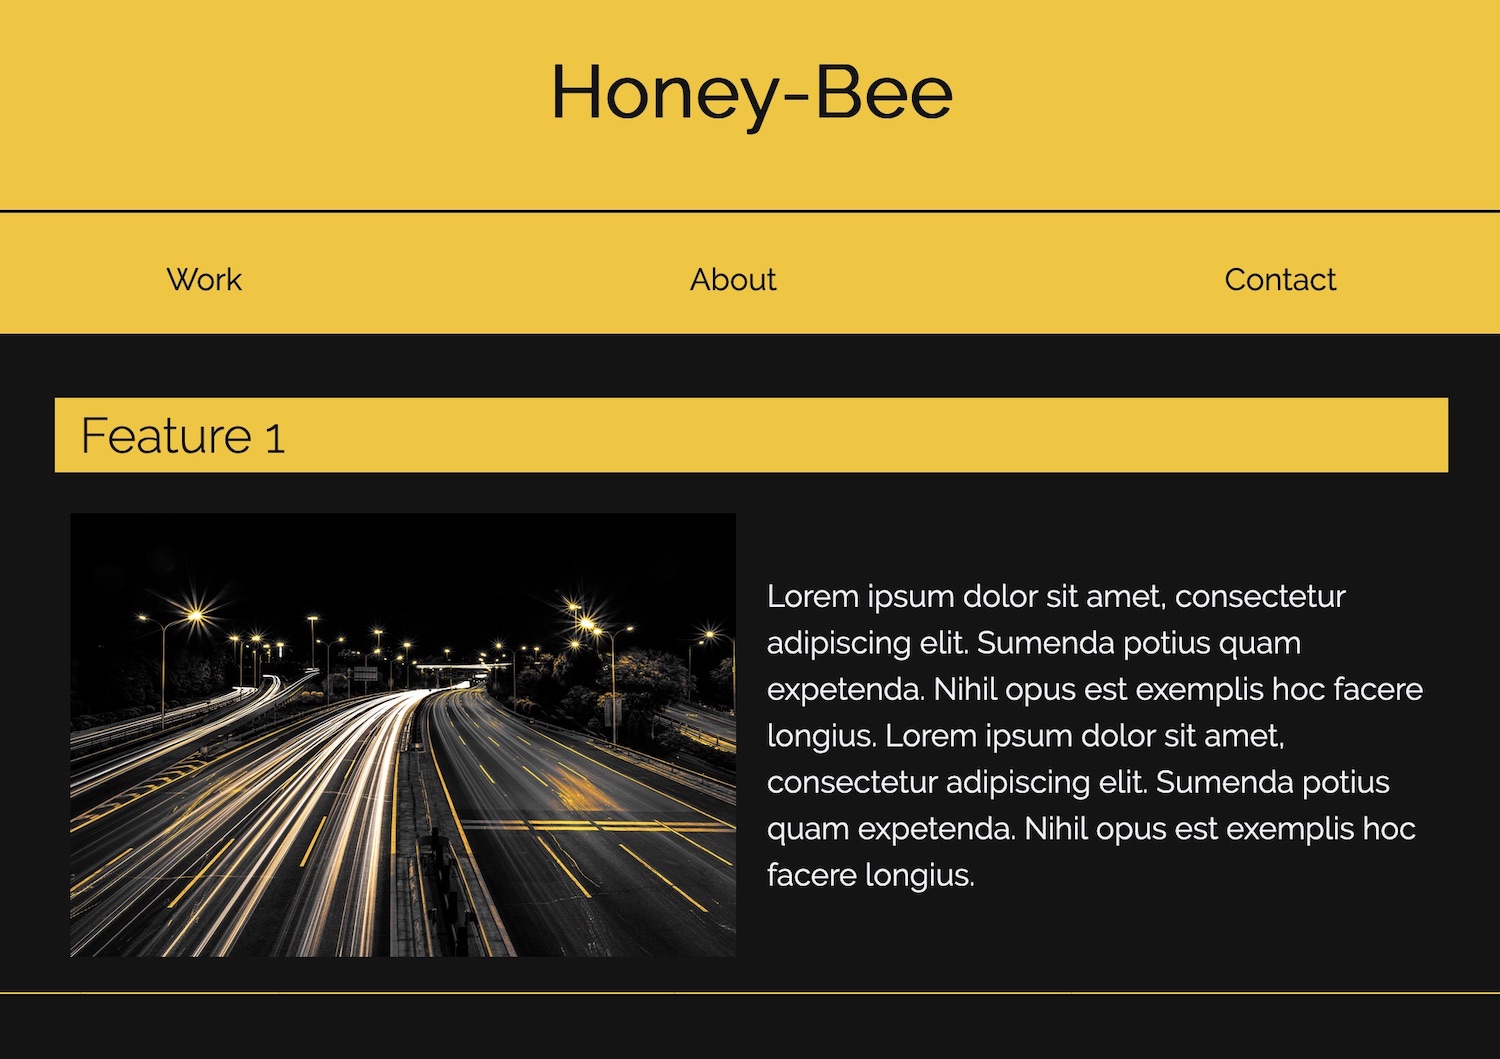 Honey-Bee
Work
About
Contact
Feature 1
Lorem ipsum dolor sit amet, consectetur
adipiscing elit. Sumenda potius quam
expetenda. Nihil opus est exemplis hoc facere
longius. Lorem ipsum dolor sit amet,
consectetur adipiscing elit. Sumenda potius
quam expetenda. Nihil opus est exemplis hoc
facere longius.